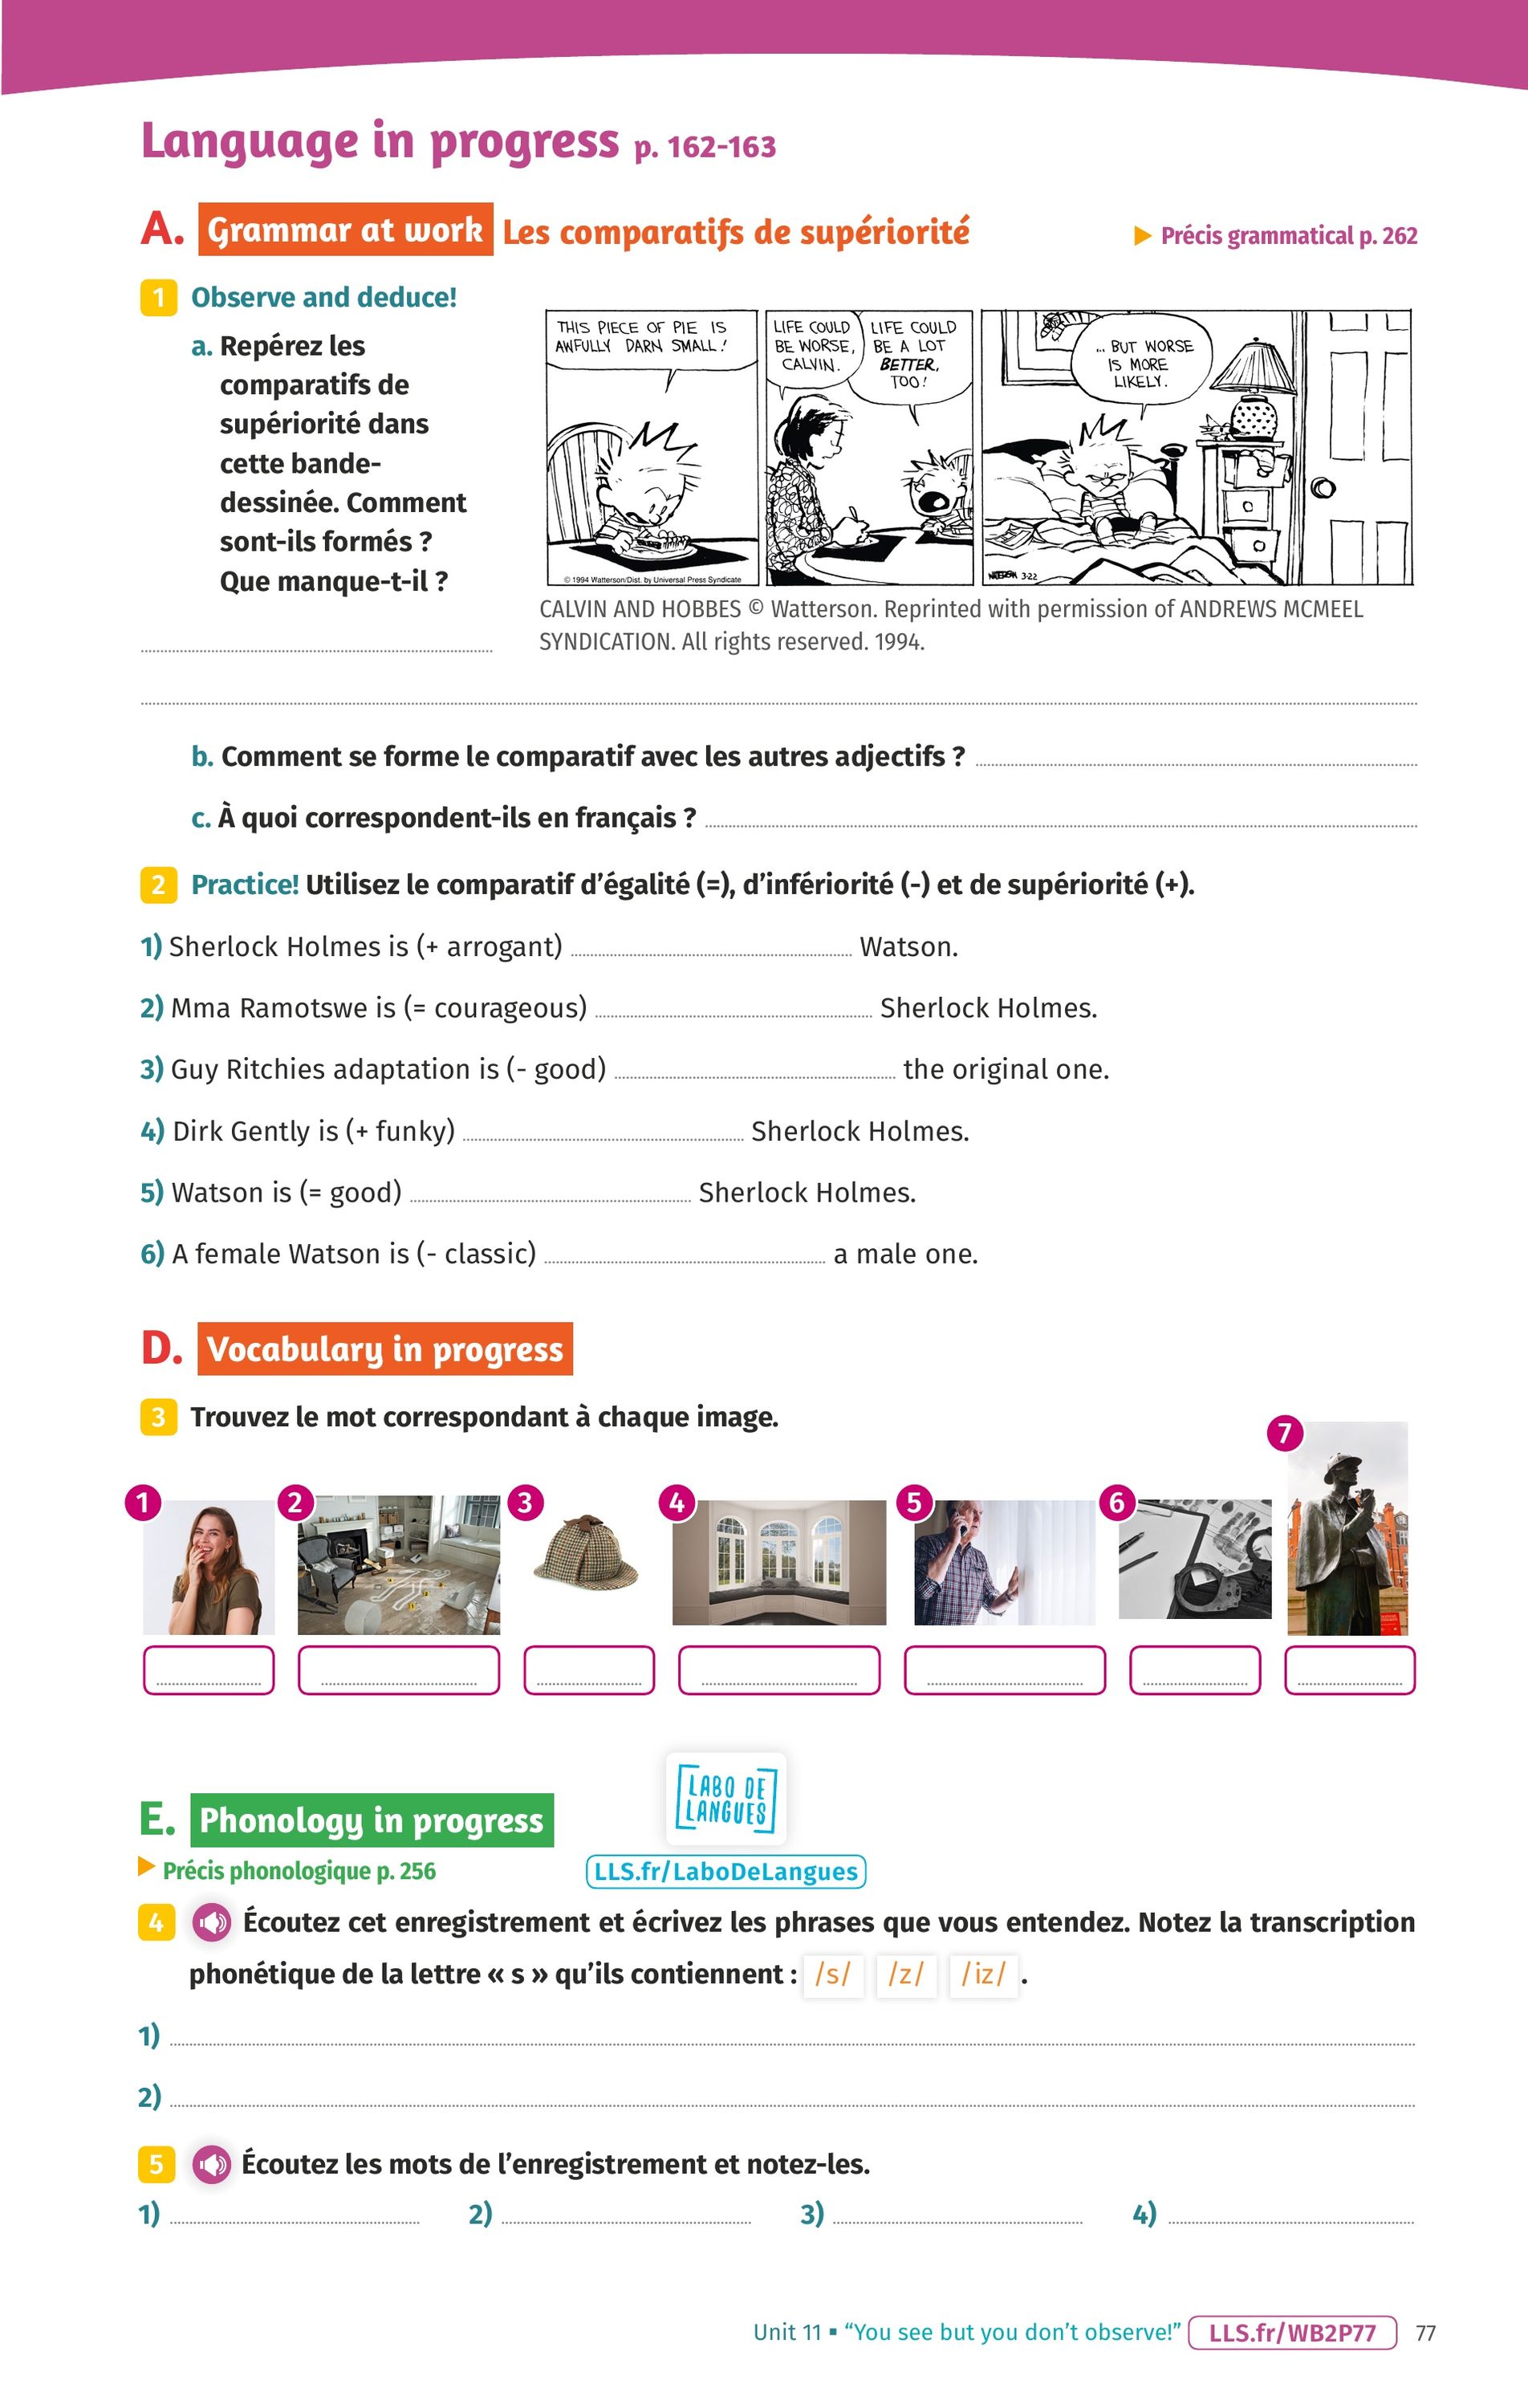 Language in progress p. 162-163
A. Grammar at work Les comparatifs de supériorité
▶ Précis grammatical p. 262
1 Observe and deduce!
a. Repérez les
comparatifs de
supériorité dans
cette bande-
dessinée. Comment
sont-ils formés ?
Que manque-t-il ?
THIS PIECE OF PIE IS
AWFULLY DARN SMALL!
© 1994 Watterson/Dist. by Universal Press Syndicate
LIFE COULD
BE WORSE,
CALVIN.
LIFE COULD
BE A LOT
BETTER,
TOO!
... BUT WORSE
IS MORE
LIKELY.
WATTERSON 3-22
CALVIN AND HOBBES © Watterson. Reprinted with permission of ANDREWS MCMEEL
SYNDICATION. All rights reserved. 1994.
b. Comment se forme le comparatif avec les autres adjectifs ?
c. À quoi correspondent-ils en français ?
2 Practice! Utilisez le comparatif d’égalité (=), d’infériorité (-) et de supériorité (+).
1) Sherlock Holmes is (+ arrogant) Watson.
2) Mma Ramotswe is (= courageous) Sherlock Holmes.
3) Guy Ritchies adaptation is (- good) the original one.
4) Dirk Gently is (+ funky) Sherlock Holmes.
5) Watson is (= good) Sherlock Holmes.
6) A female Watson is (- classic) a male one.
D. Vocabulary in progress
3 Trouvez le mot correspondant à chaque image.
1 2 3 4 5 6 7
LABO DE
LANGUES
E. Phonology in progress
▶ Précis phonologique p. 256
LLS.fr/LaboDeLangues
4 Écoutez cet enregistrement et écrivez les phrases que vous entendez. Notez la transcription
phonétique de la lettre « s » qu’ils contiennent : /s/ /z/ /iz/ .
1)
2)
5 Écoutez les mots de l’enregistrement et notez-les.
1) 2) 3) 4)
Unit 11 ▪ “You see but you don’t observe!” LLS.fr/WB2P77 77